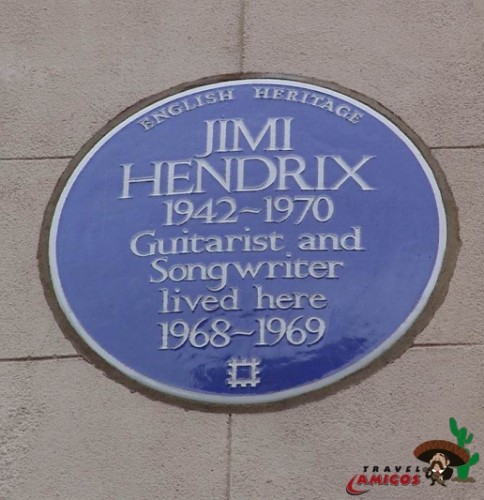 ENGLISH HERITAGE
JIMI
HENDRIX
1942~1970
Guitarist and
Songwriter
lived here
1968~1969
TRAVEL
AMIGOS